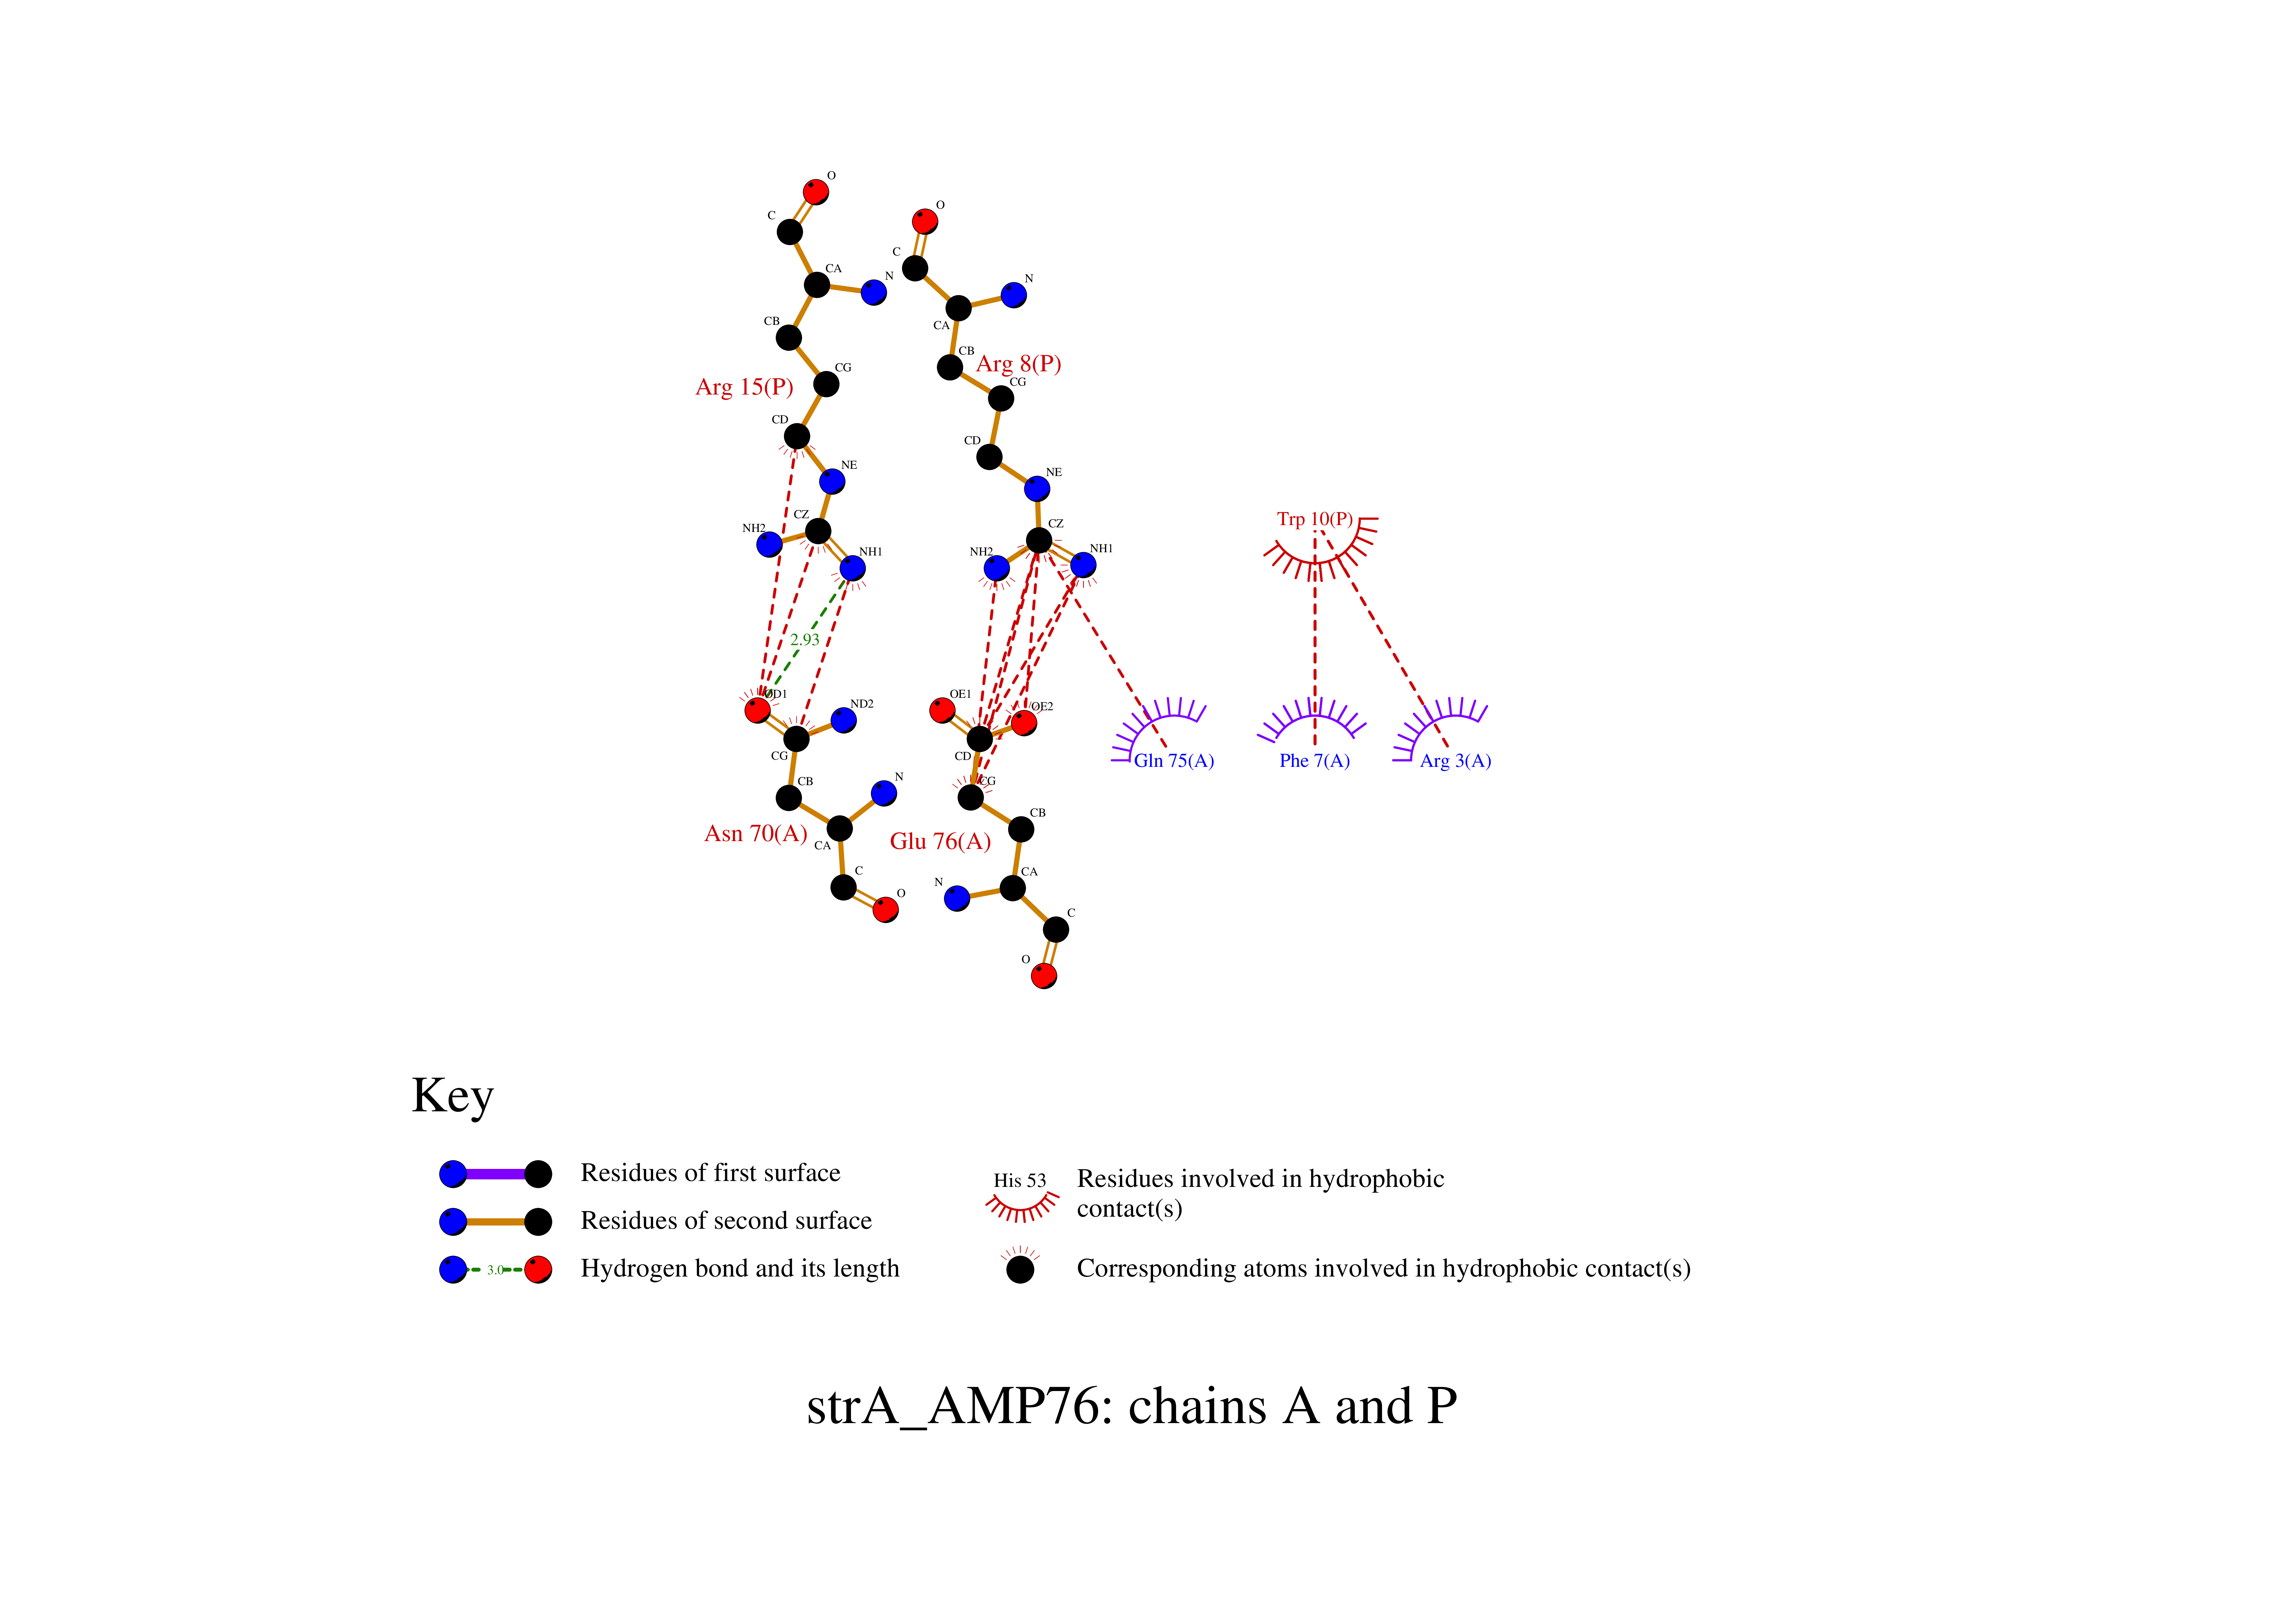 O
C
O
CA
N
C
N
CA
CB
CB
Arg 8(P)
CG
Arg 15(P)
CG
CD
CD
NE
NE
CZ
Trp 10(P)
CZ
NH2
NH1
NH2
NH1
2.93
OD1
ND2
OE1
OE2
CG
CD
Gln 75(A)
Phe 7(A)
Arg 3(A)
CB
N
CG
CB
Asn 70(A)
Glu 76(A)
CA
C
CA
N
O
C
O
Key
Residues of first surface
Residues of second surface
3.0
Hydrogen bond and its length
His 53
Residues involved in hydrophobic
contact(s)
Corresponding atoms involved in hydrophobic contact(s)
strA_AMP76: chains A and P